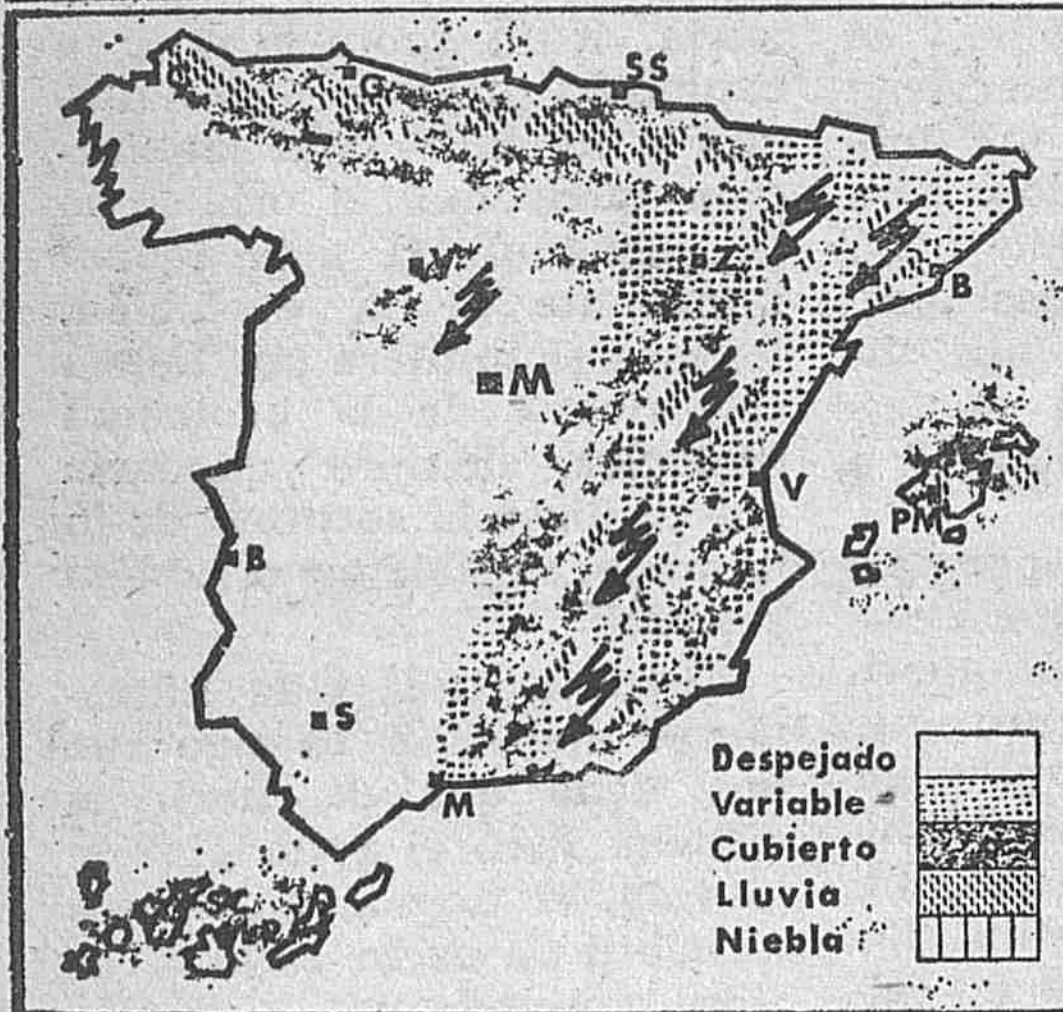 SS
G
V
Z
B
M
V
PM
B
S
M
Despejado
Variable
Cubierto
Lluvia
Niebla